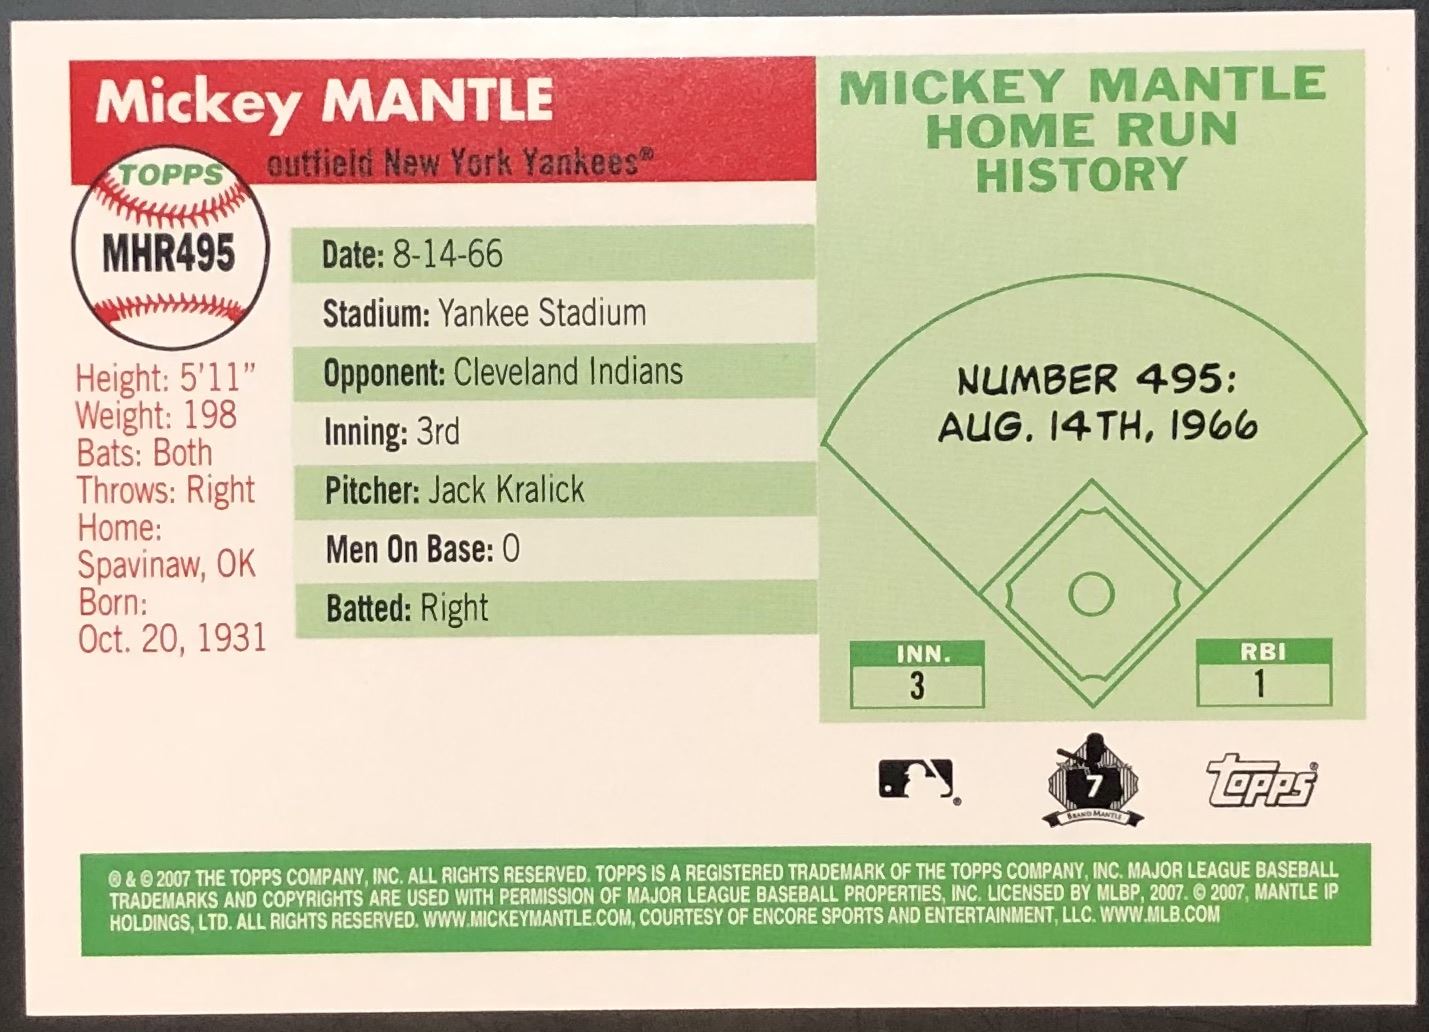 Mickey MANTLE
outfield New York Yankees®
TOPPS
MHR495
Height: 5'11"
Weight: 198
Bats: Both
Throws: Right
Home:
Spavinaw, OK
Born:
Oct. 20, 1931
Date: 8-14-66
Stadium: Yankee Stadium
Opponent: Cleveland Indians
Inning: 3rd
Pitcher: Jack Kralick
Men On Base: 0
Batted: Right
MICKEY MANTLE
HOME RUN
HISTORY
NUMBER 495:
AUG. 14TH, 1966
INN.
3
RBI
1
®
7
BRAND MANTLE
TOPPS®
® & © 2007 THE TOPPS COMPANY, INC. ALL RIGHTS RESERVED. TOPPS IS A REGISTERED TRADEMARK OF THE TOPPS COMPANY, INC. MAJOR LEAGUE BASEBALL
TRADEMARKS AND COPYRIGHTS ARE USED WITH PERMISSION OF MAJOR LEAGUE BASEBALL PROPERTIES, INC. LICENSED BY MLBP, 2007. © 2007, MANTLE IP
HOLDINGS, LTD. ALL RIGHTS RESERVED. WWW.MICKEYMANTLE.COM, COURTESY OF ENCORE SPORTS AND ENTERTAINMENT, LLC. WWW.MLB.COM